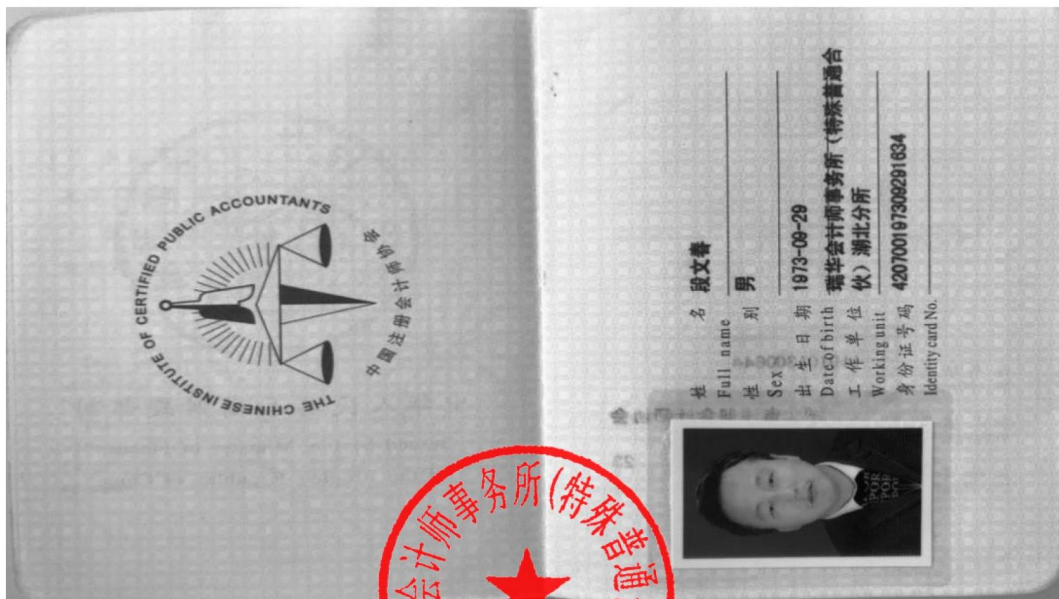 THE CHINESE INSTITUTE OF CERTIFIED PUBLIC ACCOUNTANTS
中国注册会计师协会
姓 名 段文春
Full name
性 别 男
Sex
出 生 日 期 1973-09-29
Date of birth
工 作 单 位 瑞华会计师事务所（特殊普通合
伙）湖北分所
Working unit
身 份 证 号 码 420700197309291634
Identity card No.
会计师事务所(特殊普通